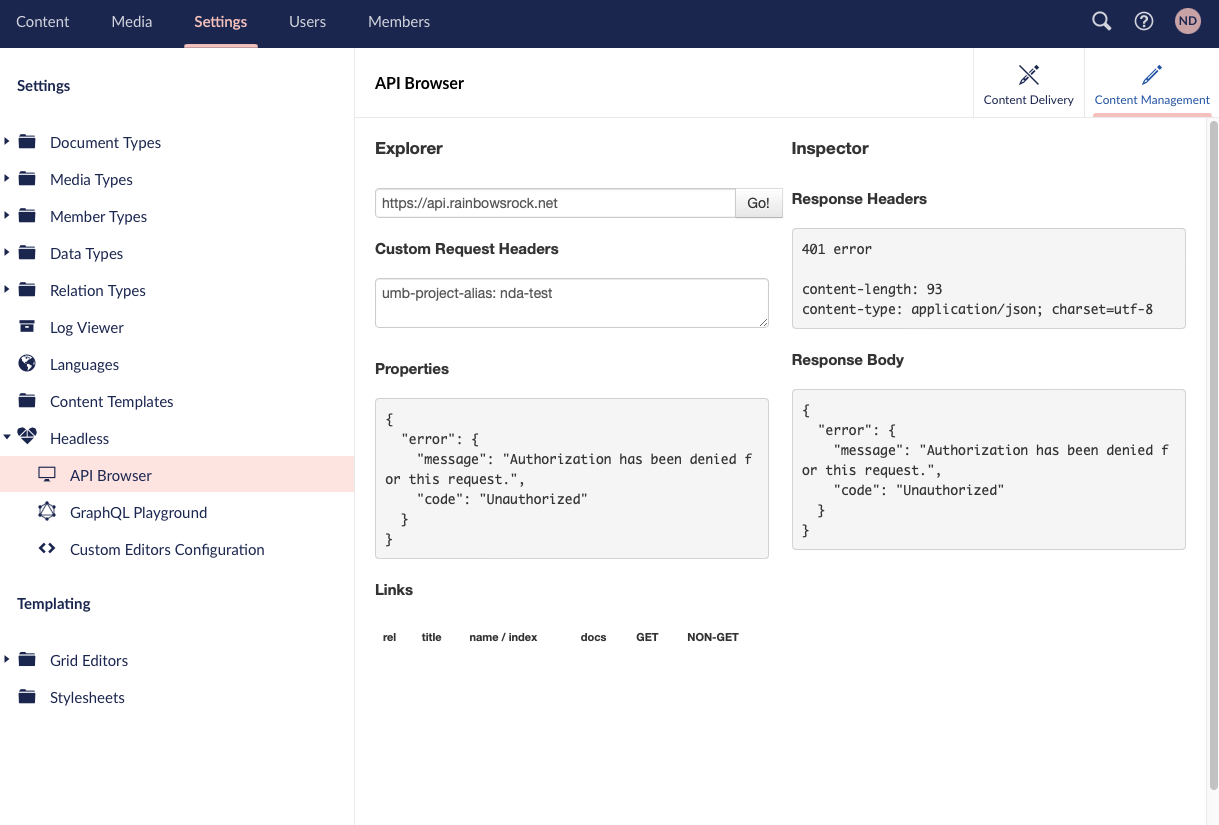 Content Media Settings Users Members ND
Settings
Document Types
Media Types
Member Types
Data Types
Relation Types
Log Viewer
Languages
Content Templates
Headless
API Browser
GraphQL Playground
Custom Editors Configuration
Templating
Grid Editors
Stylesheets
API Browser
Content Delivery
Content Management
Explorer
https://api.rainbowsrock.net Go!
Custom Request Headers
umb-project-alias: nda-test
Properties
{
  "error": {
    "message": "Authorization has been denied f
or this request.",
    "code": "Unauthorized"
  }
}
Links
rel title name / index docs GET NON-GET
Inspector
Response Headers
401 error
content-length: 93
content-type: application/json; charset=utf-8
Response Body
{
  "error": {
    "message": "Authorization has been denied f
or this request.",
    "code": "Unauthorized"
  }
}